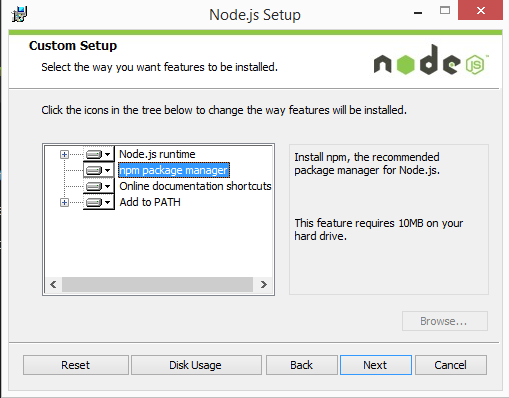 Node.js Setup
Custom Setup
Select the way you want features to be installed.
node JS
Click the icons in the tree below to change the way features will be installed.
Node.js runtime
npm package manager
Online documentation shortcuts
Add to PATH
Install npm, the recommended
package manager for Node.js.
This feature requires 10MB on your
hard drive.
Browse...
Reset
Disk Usage
Back
Next
Cancel